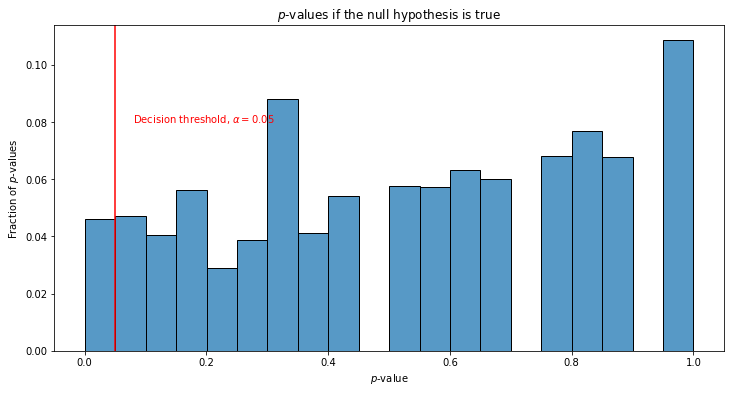 p-values if the null hypothesis is true
0.10
Decision threshold, α = 0.05
0.08
0.06
0.04
0.02
0.00
Fraction of p-values
0.0 0.2 0.4 0.6 0.8 1.0
p-value